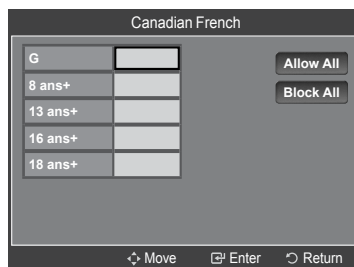 Canadian French
G
Allow All
8 ans+
Block All
13 ans+
16 ans+
18 ans+
Move Enter Return